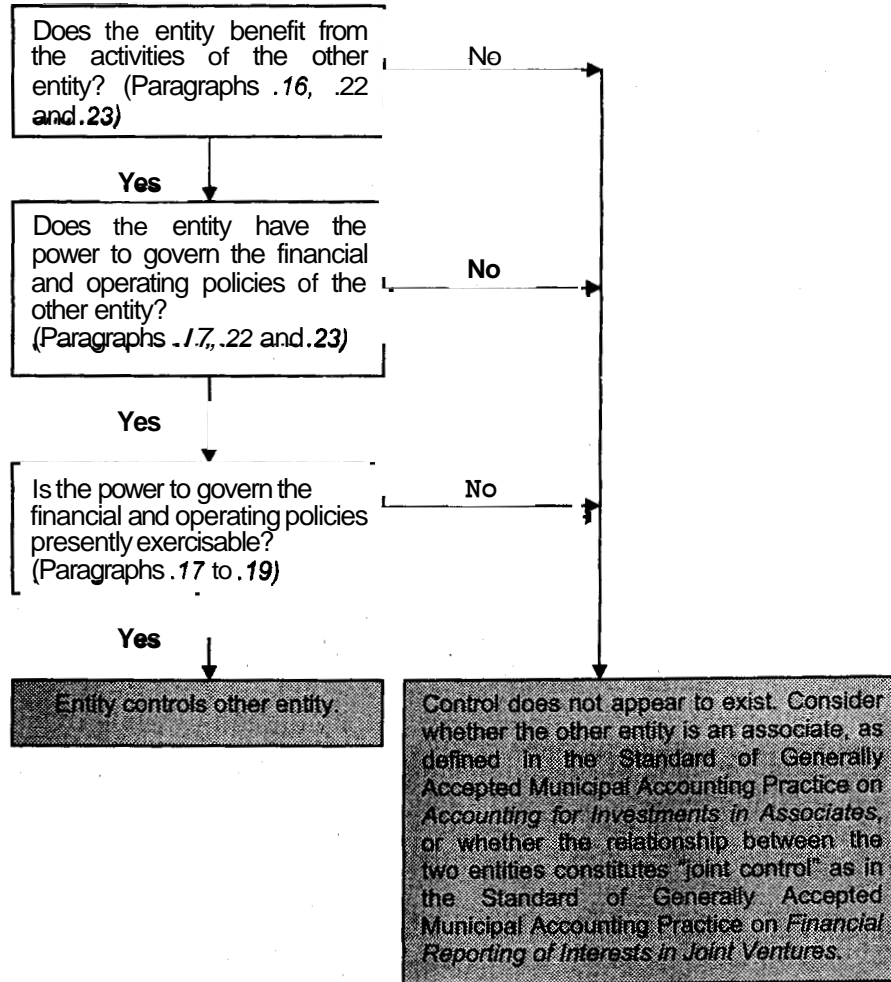 Does the entity benefit from
the activities of the other
entity? (Paragraphs .16, .22
and .23)
No
Yes
Does the entity have the
power to govern the financial
and operating policies of the
other entity?
(Paragraphs .17, .22 and .23)
No
Yes
Is the power to govern the
financial and operating policies
presently exercisable?
(Paragraphs .17 to .19)
No
Yes
Entity controls other entity.
Control does not appear to exist. Consider
whether the other entity is an associate, as
defined in the Standard of Generally
Accepted Municipal Accounting Practice on
Accounting for Investments in Associates,
or whether the relationship between the
two entities constitutes "joint control" as in
the Standard of Generally Accepted
Municipal Accounting Practice on Financial
Reporting of Interests in Joint Ventures.